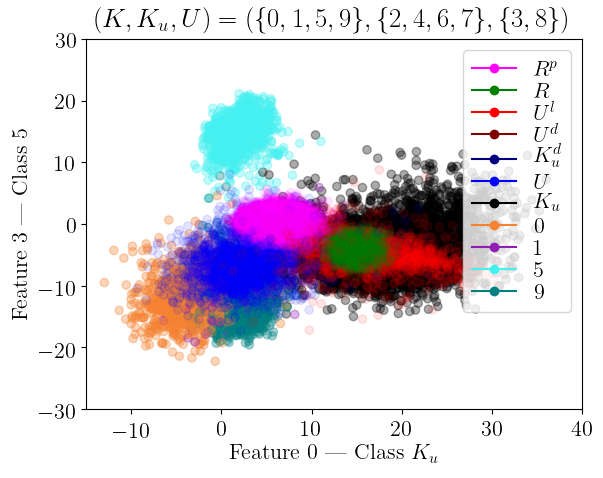 (K, K_u, U) = ({0, 1, 5, 9}, {2, 4, 6, 7}, {3, 8})
30
20
10
0
−10
−20
−30
Feature 3 — Class 5
R^p
R
U^l
U^d
K_u^d
U
K_u
0
1
5
9
−10
0
10
20
30
40
Feature 0 — Class K_u